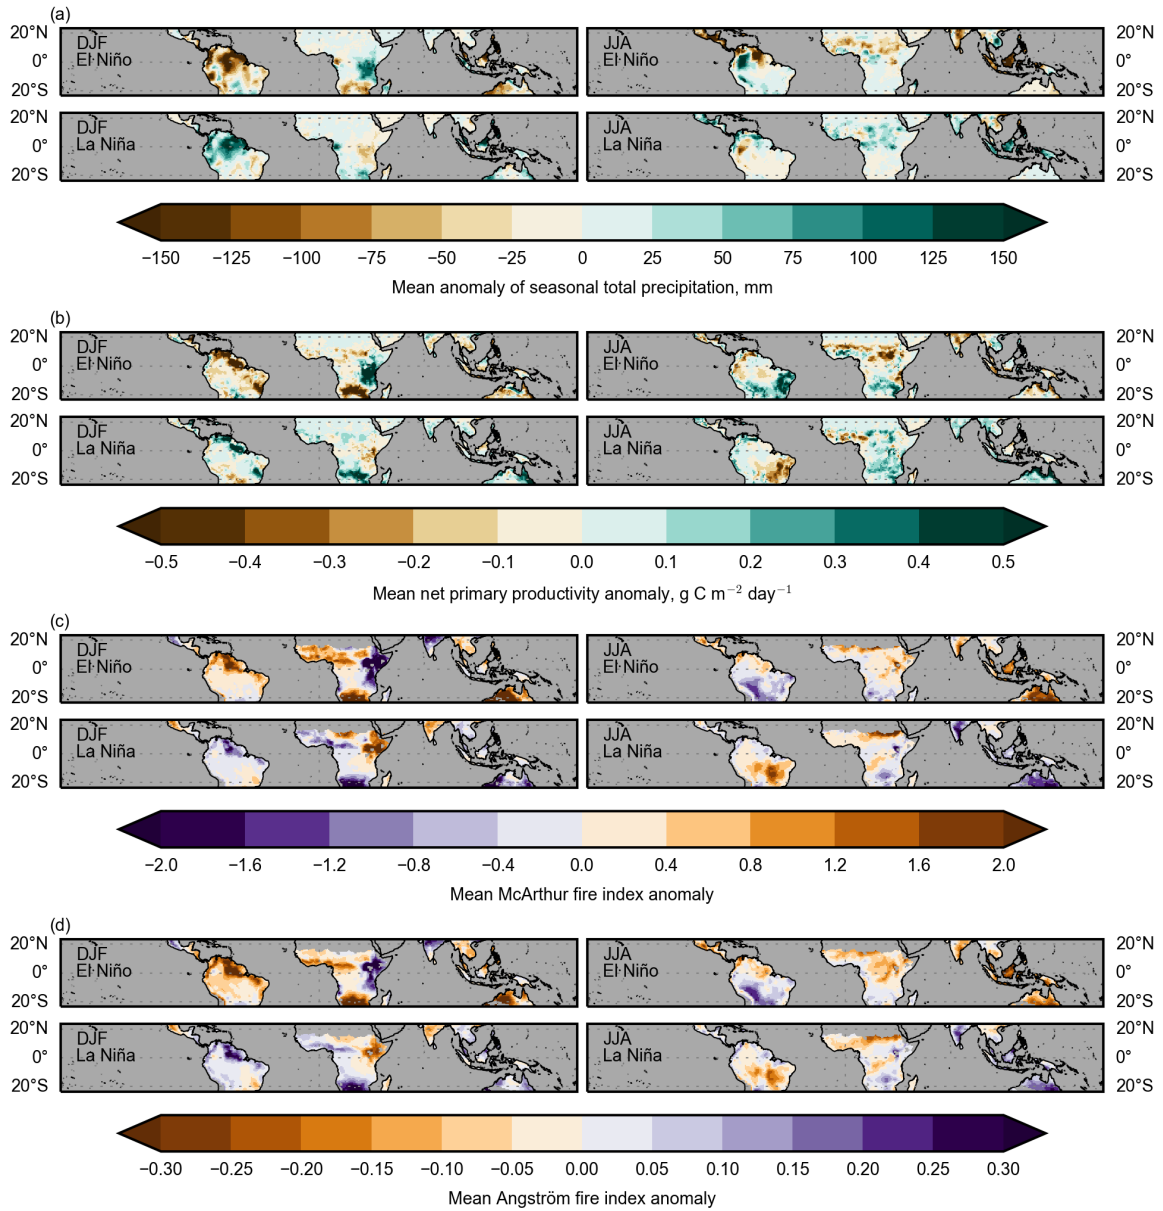 (a)
20°N DJF JJA 20°N
0° El Niño El Niño 0°
20°S 20°S
20°N DJF JJA 20°N
0° La Niña La Niña 0°
20°S 20°S
−150 −125 −100 −75 −50 −25 0 25 50 75 100 125 150
Mean anomaly of seasonal total precipitation, mm
(b)
20°N DJF JJA 20°N
0° El Niño El Niño 0°
20°S 20°S
20°N DJF JJA 20°N
0° La Niña La Niña 0°
20°S 20°S
−0.5 −0.4 −0.3 −0.2 −0.1 0.0 0.1 0.2 0.3 0.4 0.5
Mean net primary productivity anomaly, g C m⁻² day⁻¹
(c)
20°N DJF JJA 20°N
0° El Niño El Niño 0°
20°S 20°S
20°N DJF JJA 20°N
0° La Niña La Niña 0°
20°S 20°S
−2.0 −1.6 −1.2 −0.8 −0.4 0.0 0.4 0.8 1.2 1.6 2.0
Mean McArthur fire index anomaly
(d)
20°N DJF JJA 20°N
0° El Niño El Niño 0°
20°S 20°S
20°N DJF JJA 20°N
0° La Niña La Niña 0°
20°S 20°S
−0.30 −0.25 −0.20 −0.15 −0.10 −0.05 0.00 0.05 0.10 0.15 0.20 0.25 0.30
Mean Angström fire index anomaly